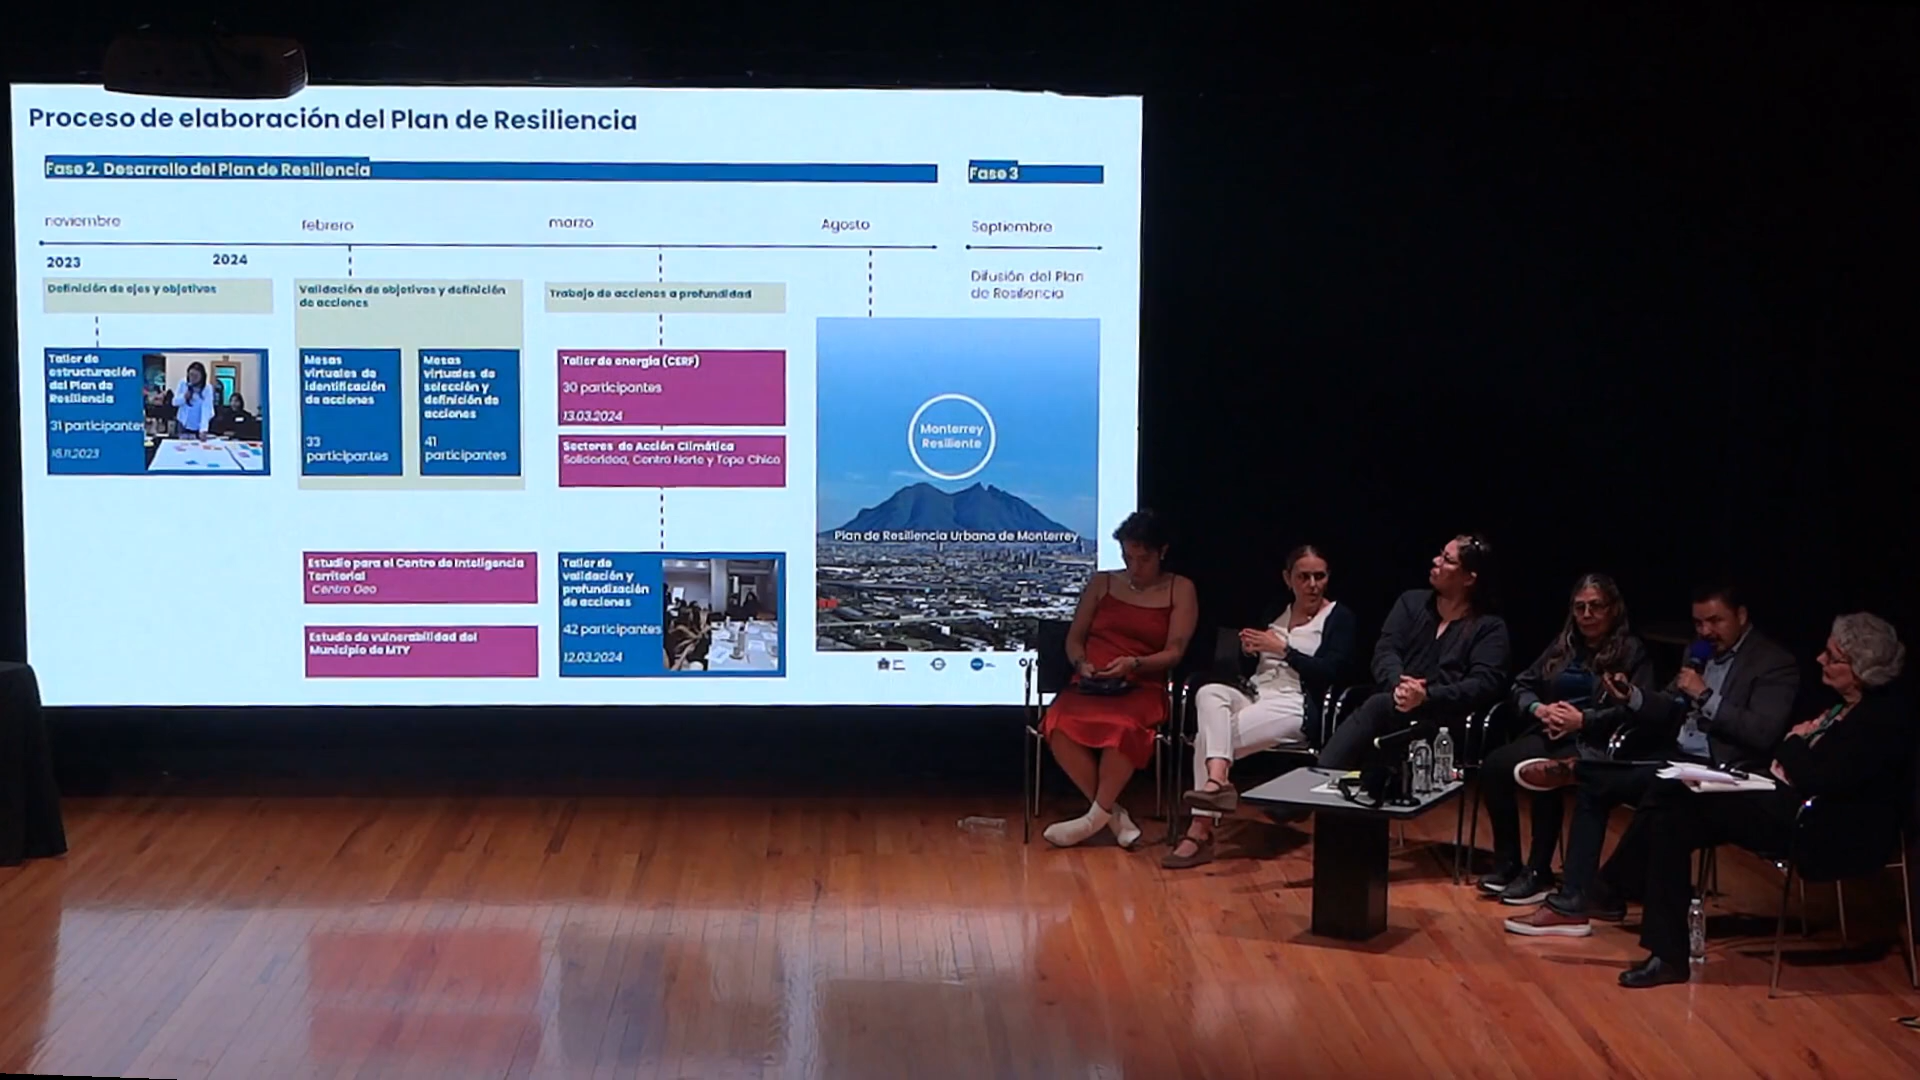 Proceso de elaboración del Plan de Resiliencia
Fase 2. Desarrollo del Plan de Resiliencia
Fase 3
noviembre
febrero
marzo
Agosto
Septiembre
2023
2024
Definición de ejes y objetivos
Validación de objetivos y definición
de acciones
Trabajo de acciones a profundidad
Difusión del Plan
de Resiliencia
Taller de
estructuración
del Plan de
Resiliencia
31 participantes
16.11.2023
Mesas
virtuales de
identificación
de acciones
33
participantes
Mesas
virtuales de
selección y
definición de
acciones
41
participantes
Taller de energía (CERF)
30 participantes
13.03.2024
Sectores de Acción Climática
Solidaridad, Centro Norte y Topo Chico
Estudio para el Centro de Inteligencia
Territorial
Centro Geo
Estudio de vulnerabilidad del
Municipio de MTY
Taller de
validación y
profundización
de acciones
42 participantes
12.03.2024
Monterrey
Resiliente
Plan de Resiliencia Urbana de Monterrey